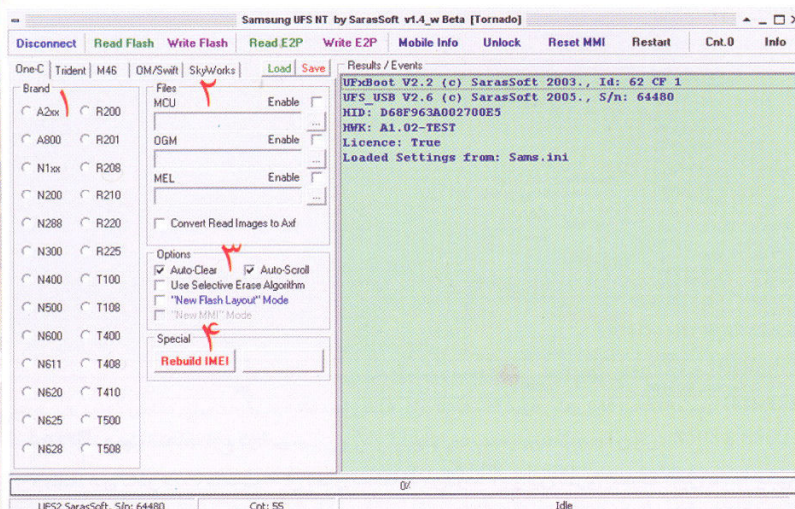 Samsung UFS NT by SarasSoft v1.4_w Beta [Tornado]
Disconnect Read Flash Write Flash Read E2P Write E2P Mobile Info Unlock Reset MMI Restart Cnt.0 Info
One-C Trident M46 OM/Swift SkyWorks Load Save
Brand ۱
A2xx R200
A800 R201
N1xx R208
N200 R210
N288 R220
N300 R225
N400 T100
N500 T108
N600 T400
N611 T408
N620 T410
N625 T500
N628 T508
Files ۲
MCU Enable
...
OGM Enable
...
MEL Enable
...
Convert Read Images to Axf
Options ۳
Auto-Clear Auto-Scroll
Use Selective Erase Algorithm
"New Flash Layout" Mode
"New MMI" Mode
Special ۴
Rebuild IMEI
Results / Events
UFxBoot V2.2 (c) SarasSoft 2003., Id: 62 CF 1
UFS_USB V2.6 (c) SarasSoft 2005., S/n: 64480
HID: D68F963A002700E5
HWK: A1.02-TEST
Licence: True
Loaded Settings from: Sams.ini
0%
UFS2 SarasSoft, S/n: 64480 Cnt: 55 Idle